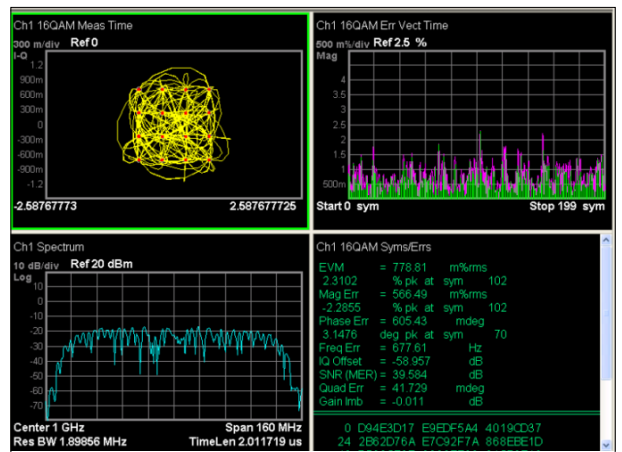 Ch1 16QAM Meas Time
300 m/div Ref 0
I-Q
1.2
900m
600m
300m
0
-300m
-600m
-900m
-1.2
-2.58767773 2.587677725
Ch1 16QAM Err Vect Time
500 m%/div Ref 2.5 %
Mag
4
3.5
3
2.5
2
1.5
1
500m
Start 0 sym Stop 199 sym
Ch1 Spectrum
10 dB/div Ref 20 dBm
Log
10
0
-10
-20
-30
-40
-50
-60
-70
Center 1 GHz Span 160 MHz
Res BW 1.89856 MHz TimeLen 2.011719 us
Ch1 16QAM Syms/Errs
EVM = 778.81 m%rms
2.3102 % pk at sym 102
Mag Err = 566.49 m%rms
-2.2855 % pk at sym 102
Phase Err = 605.43 mdeg
3.1476 deg pk at sym 70
Freq Err = 677.61 Hz
IQ Offset = -58.957 dB
SNR (MER) = 39.584 dB
Quad Err = 41.729 mdeg
Gain Imb = -0.011 dB
0 D94E3D17 E9EDF5A4 4019CD37
24 2B62D76A E7C92F7A 868EBE1D